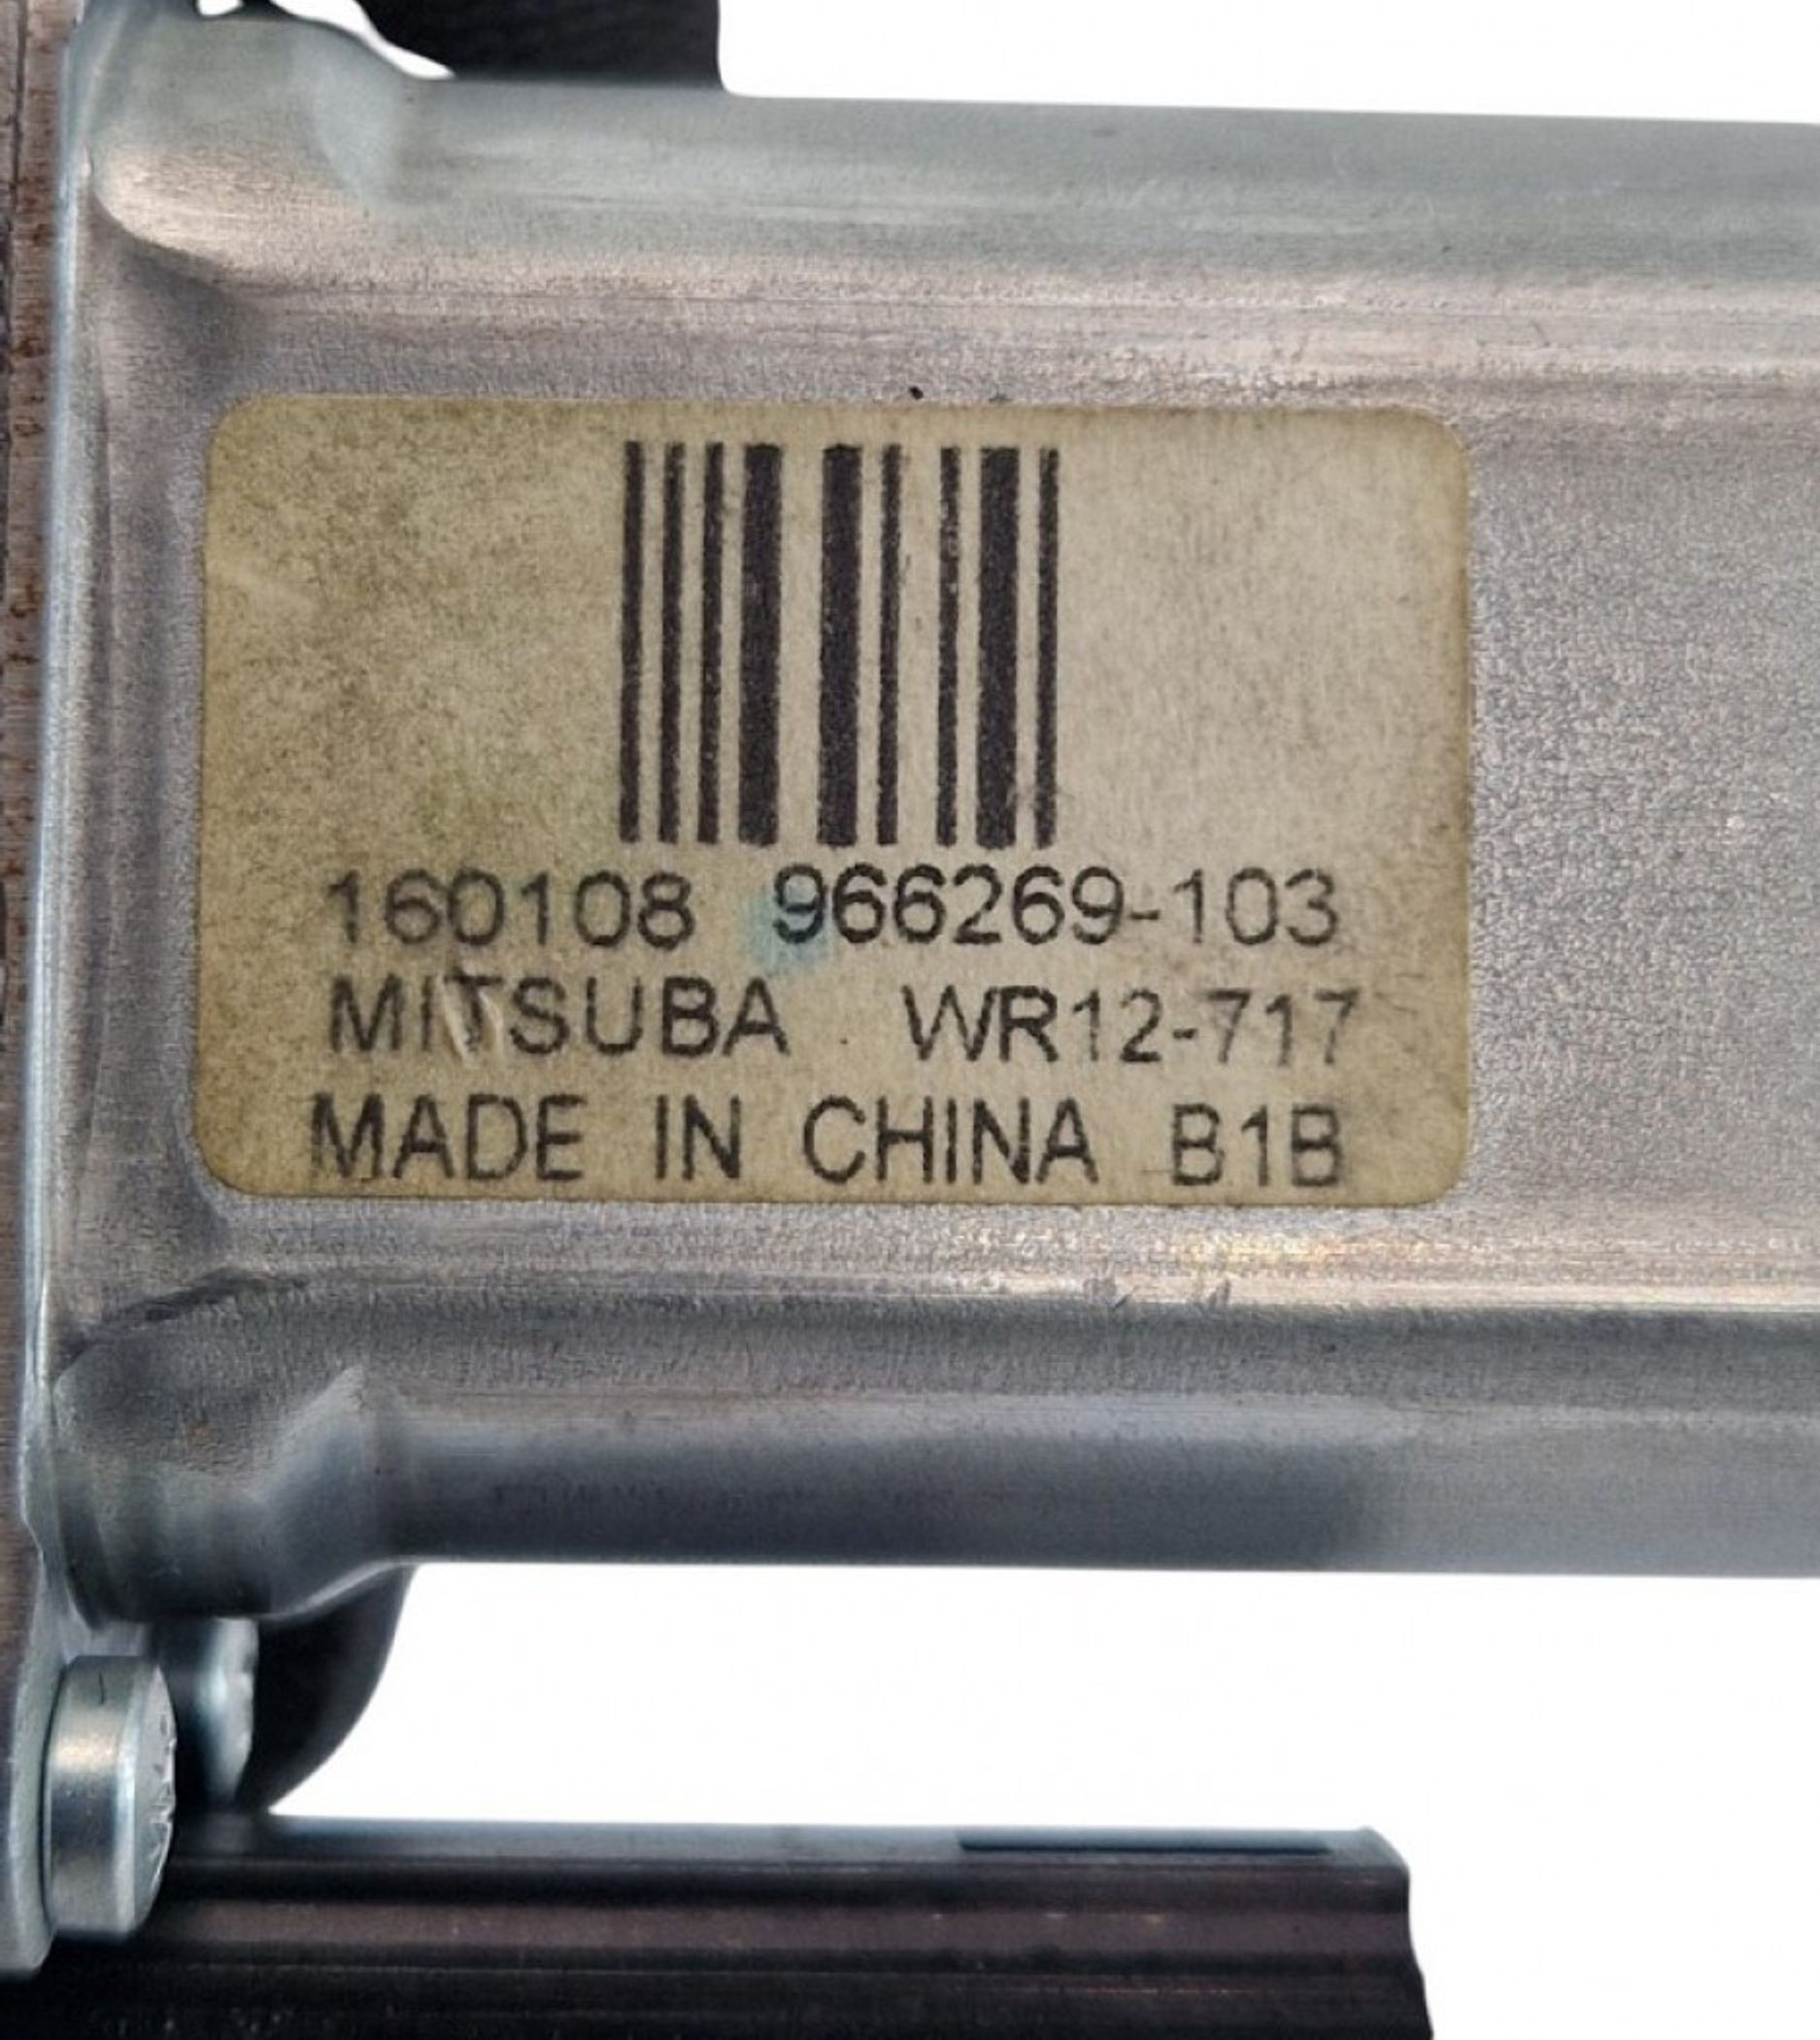 160108 966269-103
MITSUBA WR12-717
MADE IN CHINA B1B